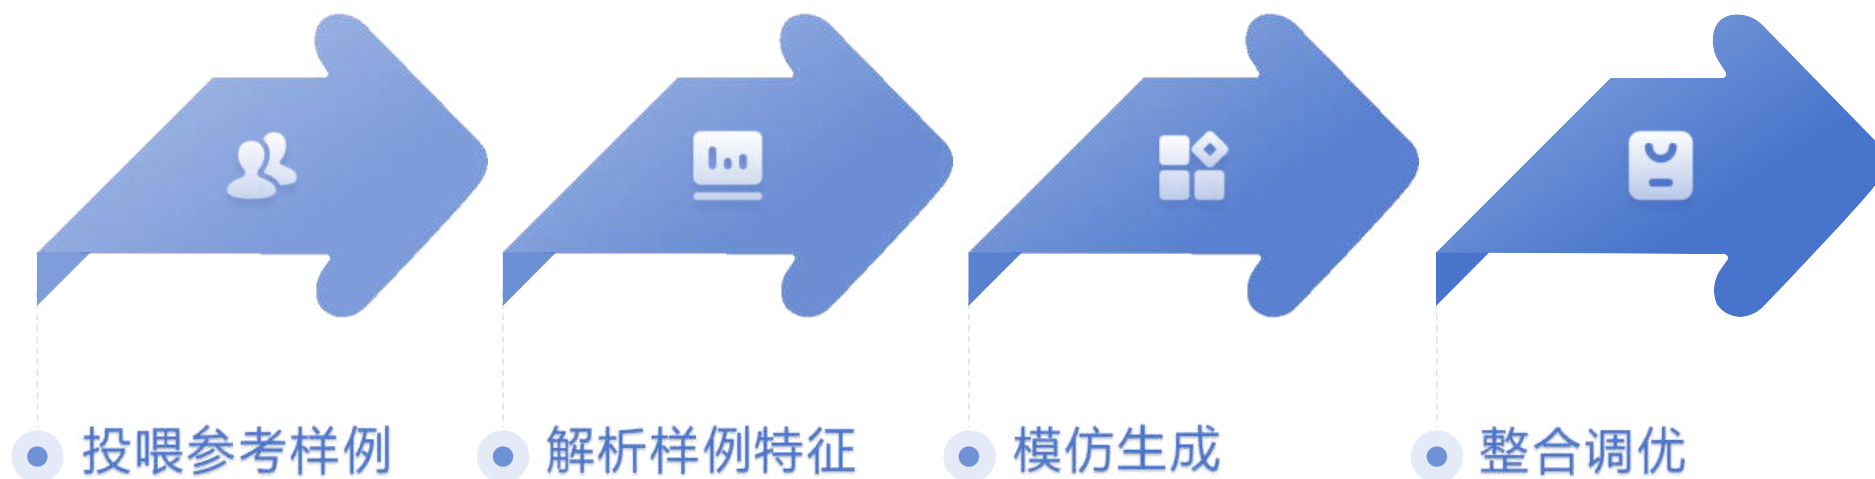 投喂参考样例
解析样例特征
模仿生成
整合调优